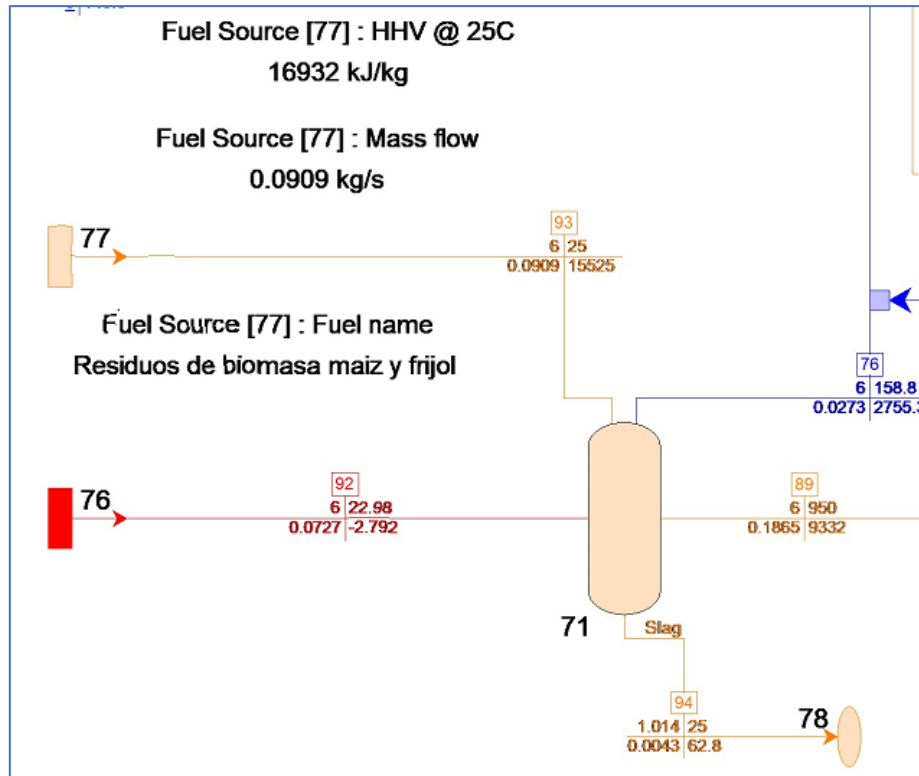 Fuel Source [77] : HHV @ 25C
16932 kJ/kg
Fuel Source [77] : Mass flow
0.0909 kg/s
77
93
6 25
0.0909 15525
Fuel Source [77] : Fuel name
Residuos de biomasa maiz y frijol
76
6 158.8
0.0273 2755.3
76
92
6 22.98
0.0727 -2.792
89
6 950
0.1865 9332
71
Slag
94
1.014 25
0.0043 62.8
78